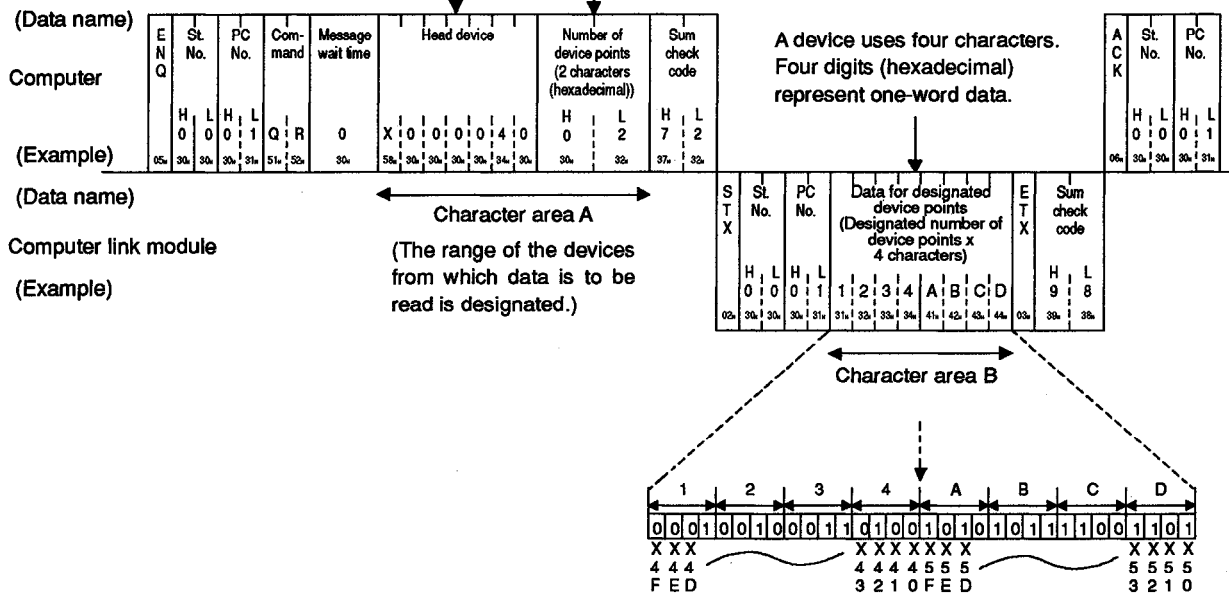 (Data name)
Computer
(Example)
E N Q
St. No.
PC No.
Com- mand
Message wait time
Head device
Number of device points (2 characters (hexadecimal))
Sum check code
H L H L H L H L
0 0 0 1 Q R 0 X 0 0 0 0 4 0 0 2 7 2
05H 30H 30H 30H 31H 51H 52H 30H 58H 30H 30H 30H 30H 34H 30H 30H 32H 37H 32H
A device uses four characters.
Four digits (hexadecimal)
represent one-word data.
A C K
St. No.
PC No.
H L H L
0 0 0 1
06H 30H 30H 30H 31H
(Data name)
Computer link module
(Example)
Character area A
(The range of the devices
from which data is to be
read is designated.)
S T X
St. No.
PC No.
Data for designated
device points
(Designated number of
device points x
4 characters)
E T X
Sum check code
H L H L H L
0 0 0 1 1 2 3 4 A B C D 9 8
02H 30H 30H 30H 31H 31H 32H 33H 34H 41H 42H 43H 44H 03H 39H 38H
Character area B
1 2 3 4 A B C D
0 0 0 1 0 0 1 0 0 0 1 1 0 1 0 0 1 0 1 0 1 0 1 1 1 1 0 0 1 1 0 1
X X X X X X X X X X X X X X
4 4 4 4 4 4 4 5 5 5 5 5 5 5
F E D 3 2 1 0 F E D 3 2 1 0